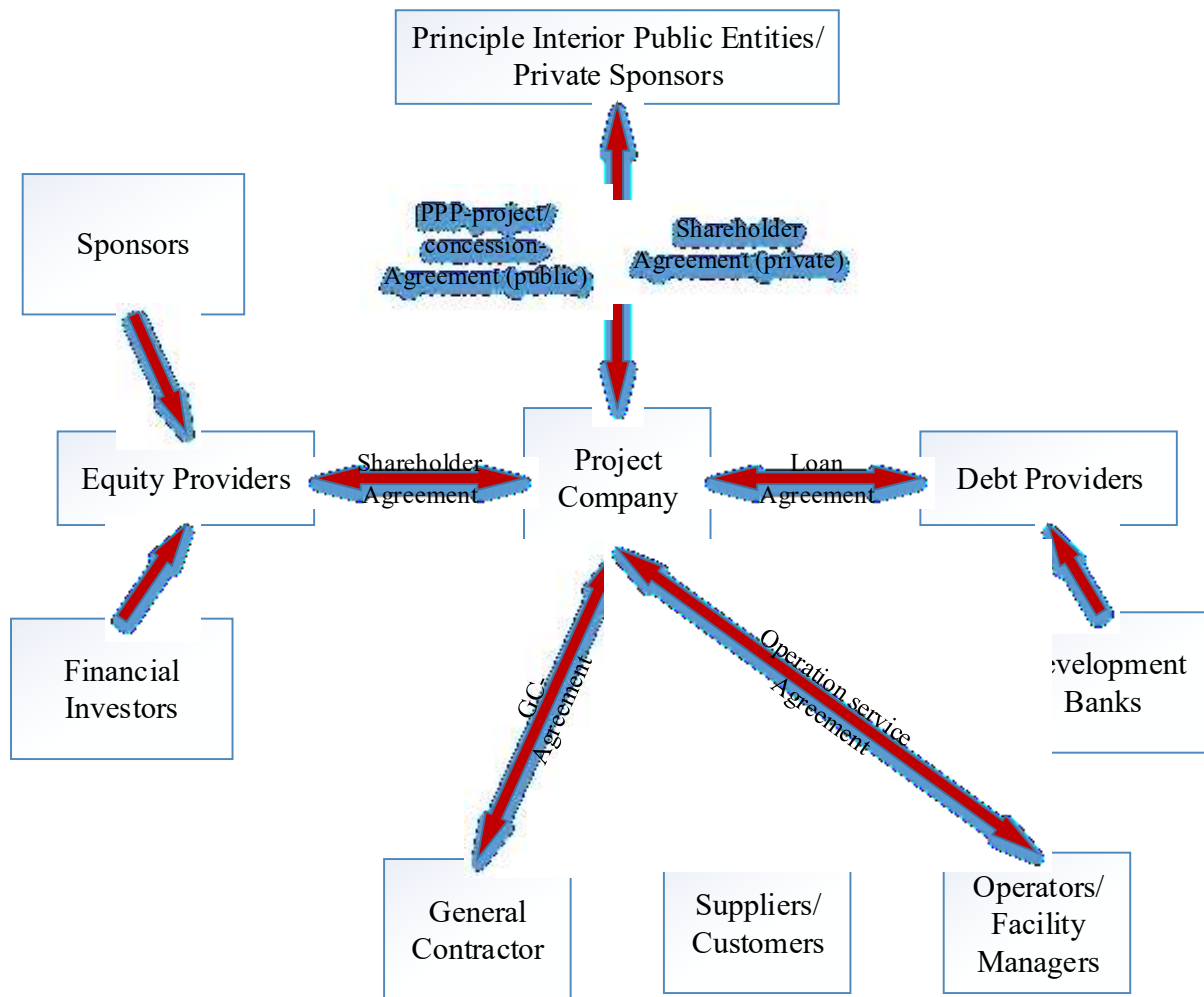 Principle Interior Public Entities/
Private Sponsors
Sponsors
PPP-project/
concession-
Agreement (public)
Shareholder
Agreement (private)
Equity Providers
Shareholder
Agreement
Project
Company
Loan
Agreement
Debt Providers
Financial
Investors
GC-
Agreement
Operation service
Agreement
evelopment
Banks
General
Contractor
Suppliers/
Customers
Operators/
Facility
Managers